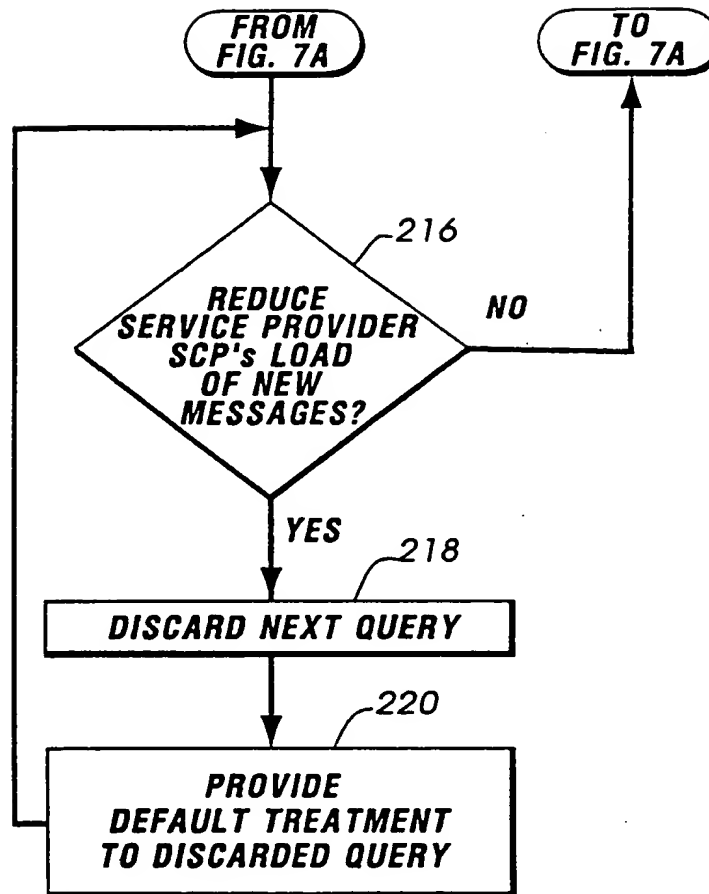 FROM
FIG. 7A
TO
FIG. 7A
216
REDUCE
SERVICE PROVIDER
SCP's LOAD
OF NEW
MESSAGES?
NO
YES
218
DISCARD NEXT QUERY
220
PROVIDE
DEFAULT TREATMENT
TO DISCARDED QUERY